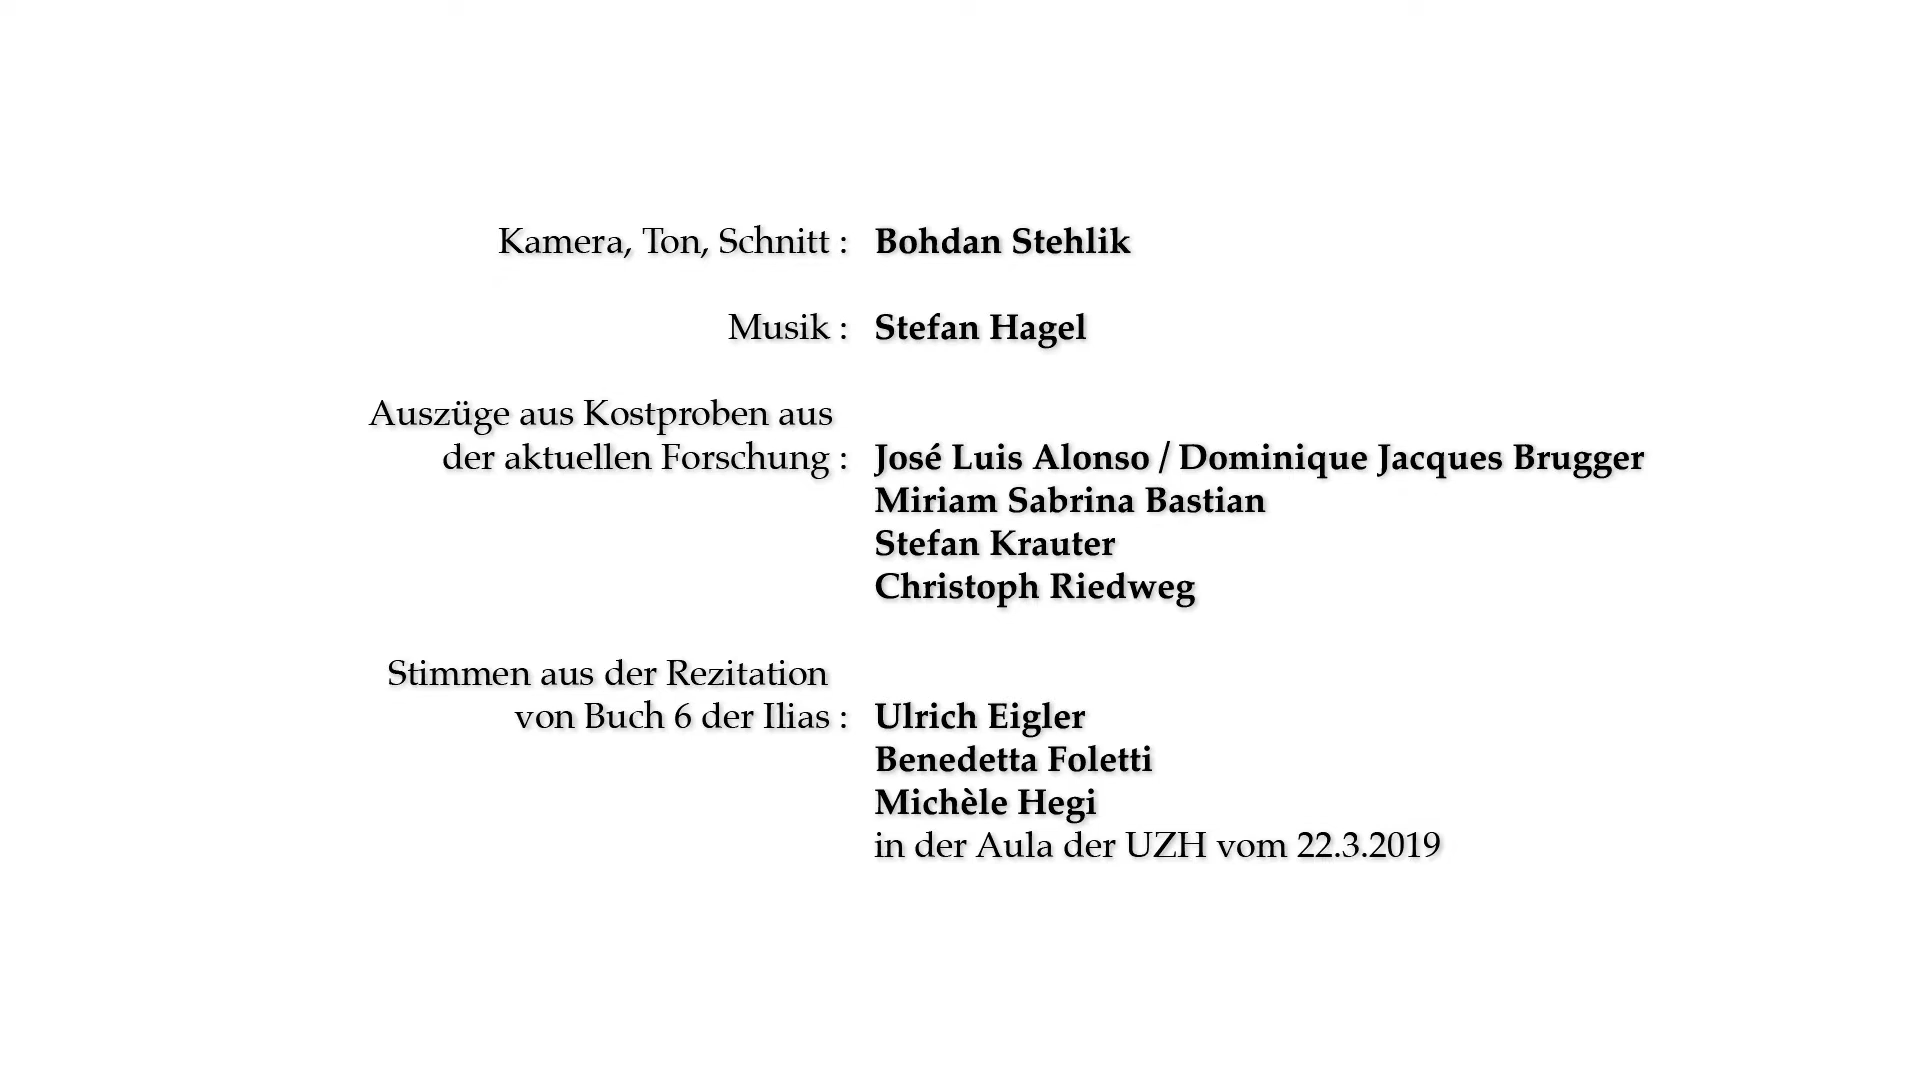 Kamera, Ton, Schnitt : Bohdan Stehlik
Musik : Stefan Hagel
Auszüge aus Kostproben aus
der aktuellen Forschung : José Luis Alonso / Dominique Jacques Brugger
Miriam Sabrina Bastian
Stefan Krauter
Christoph Riedweg
Stimmen aus der Rezitation
von Buch 6 der Ilias : Ulrich Eigler
Benedetta Foletti
Michèle Hegi
in der Aula der UZH vom 22.3.2019